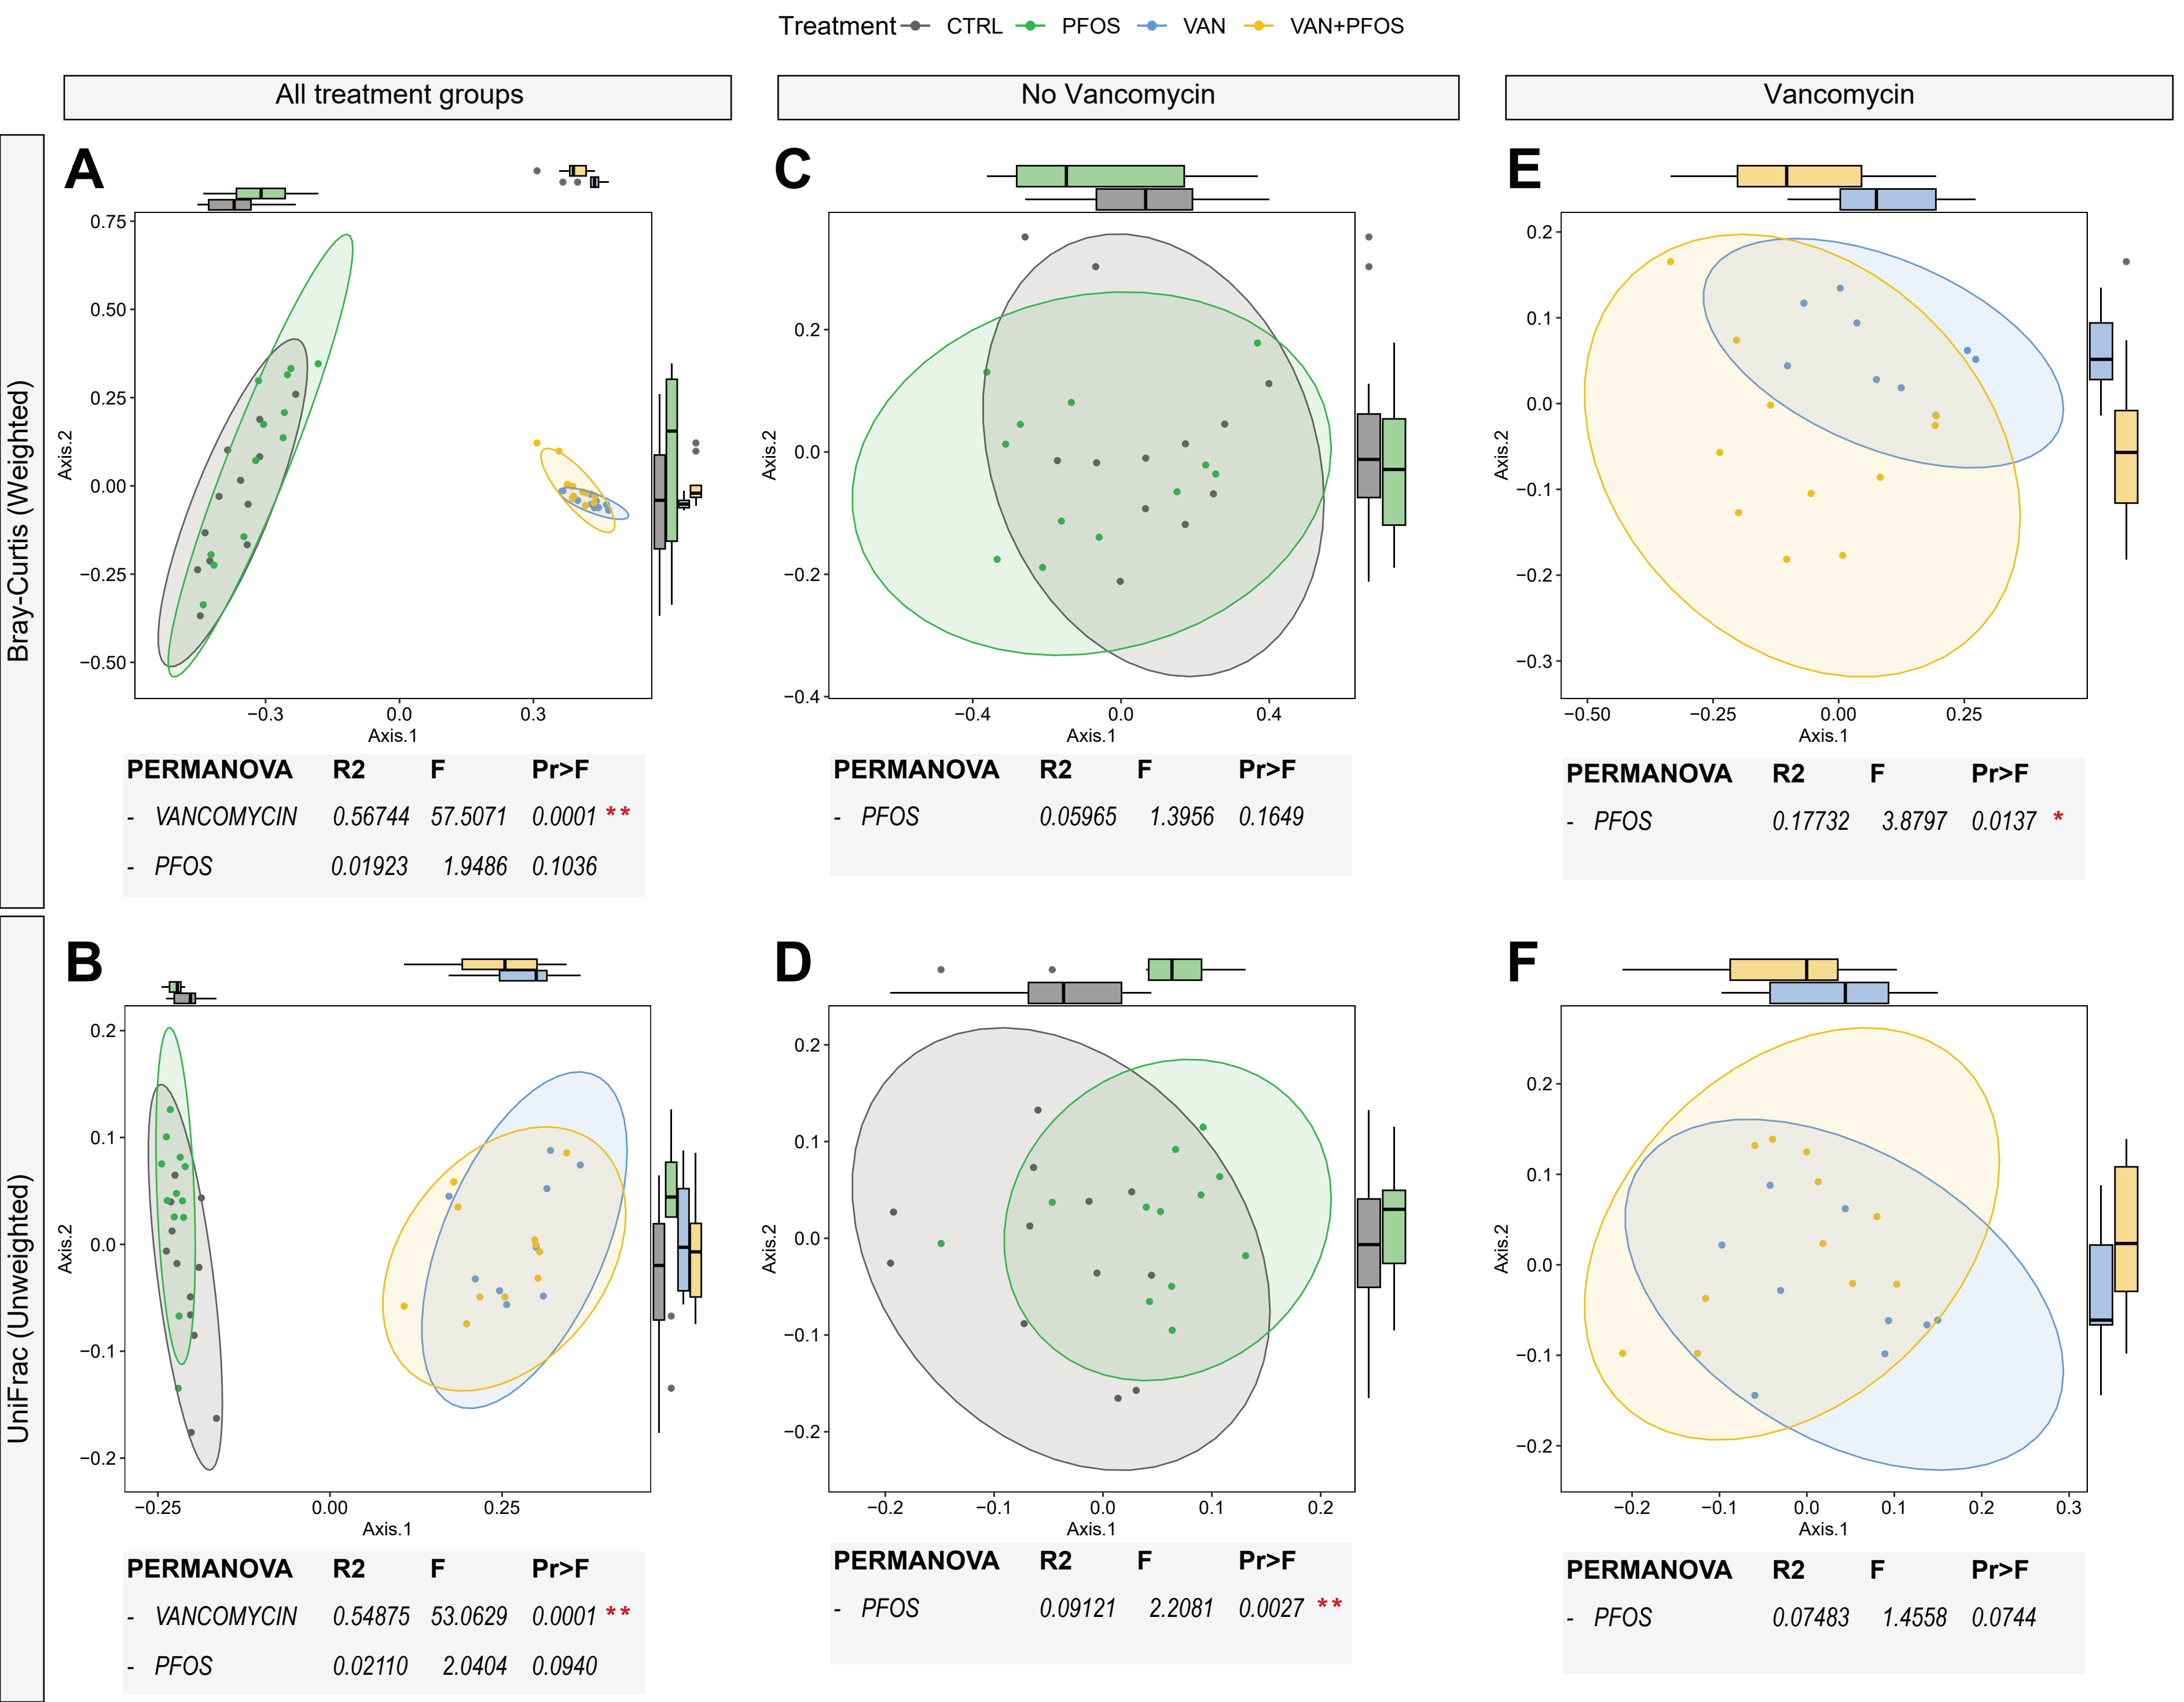 Treatment CTRL PFOS VAN VAN+PFOS
All treatment groups
No Vancomycin
Vancomycin
Bray-Curtis (Weighted)
A
0.75
0.50
0.25
0.00
−0.25
−0.50
Axis.2
−0.3 0.0 0.3
Axis.1
PERMANOVA R2 F Pr>F
- VANCOMYCIN 0.56744 57.5071 0.0001 **
- PFOS 0.01923 1.9486 0.1036
C
0.2
0.0
−0.2
−0.4
Axis.2
−0.4 0.0 0.4
Axis.1
PERMANOVA R2 F Pr>F
- PFOS 0.05965 1.3956 0.1649
E
0.2
0.1
0.0
−0.1
−0.2
−0.3
Axis.2
−0.50 −0.25 0.00 0.25
Axis.1
PERMANOVA R2 F Pr>F
- PFOS 0.17732 3.8797 0.0137 *
UniFrac (Unweighted)
B
0.2
0.1
0.0
−0.1
−0.2
Axis.2
−0.25 0.00 0.25
Axis.1
PERMANOVA R2 F Pr>F
- VANCOMYCIN 0.54875 53.0629 0.0001 **
- PFOS 0.02110 2.0404 0.0940
D
0.2
0.1
0.0
−0.1
−0.2
Axis.2
−0.2 −0.1 0.0 0.1 0.2
Axis.1
PERMANOVA R2 F Pr>F
- PFOS 0.09121 2.2081 0.0027 **
F
0.2
0.1
0.0
−0.1
−0.2
Axis.2
−0.2 −0.1 0.0 0.1 0.2 0.3
Axis.1
PERMANOVA R2 F Pr>F
- PFOS 0.07483 1.4558 0.0744